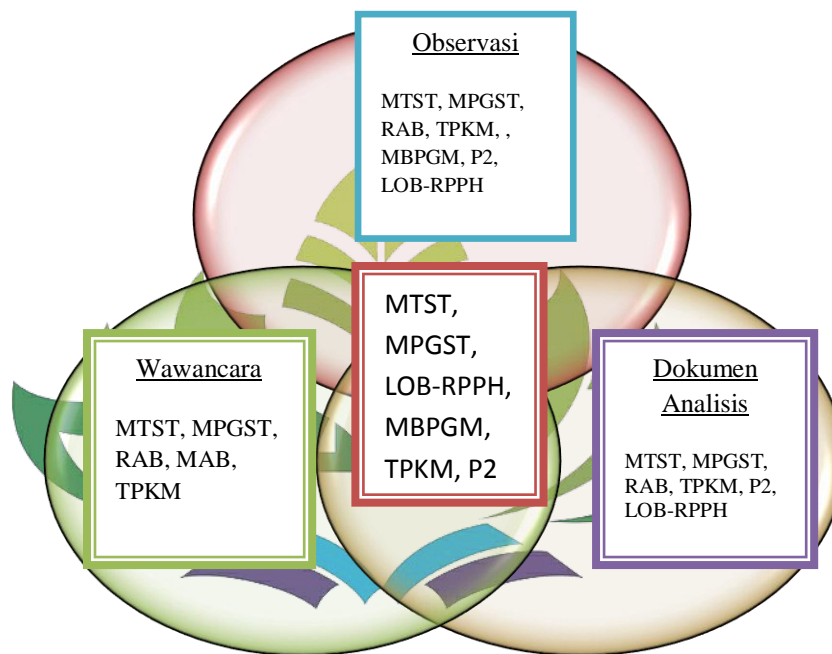 Observasi
MTST, MPGST,
RAB, TPKM, ,
MBPGM, P2,
LOB-RPPH
MTST,
MPGST,
LOB-RPPH,
MBPGM,
TPKM, P2
Wawancara
MTST, MPGST,
RAB, MAB,
TPKM
Dokumen
Analisis
MTST, MPGST,
RAB, TPKM, P2,
LOB-RPPH